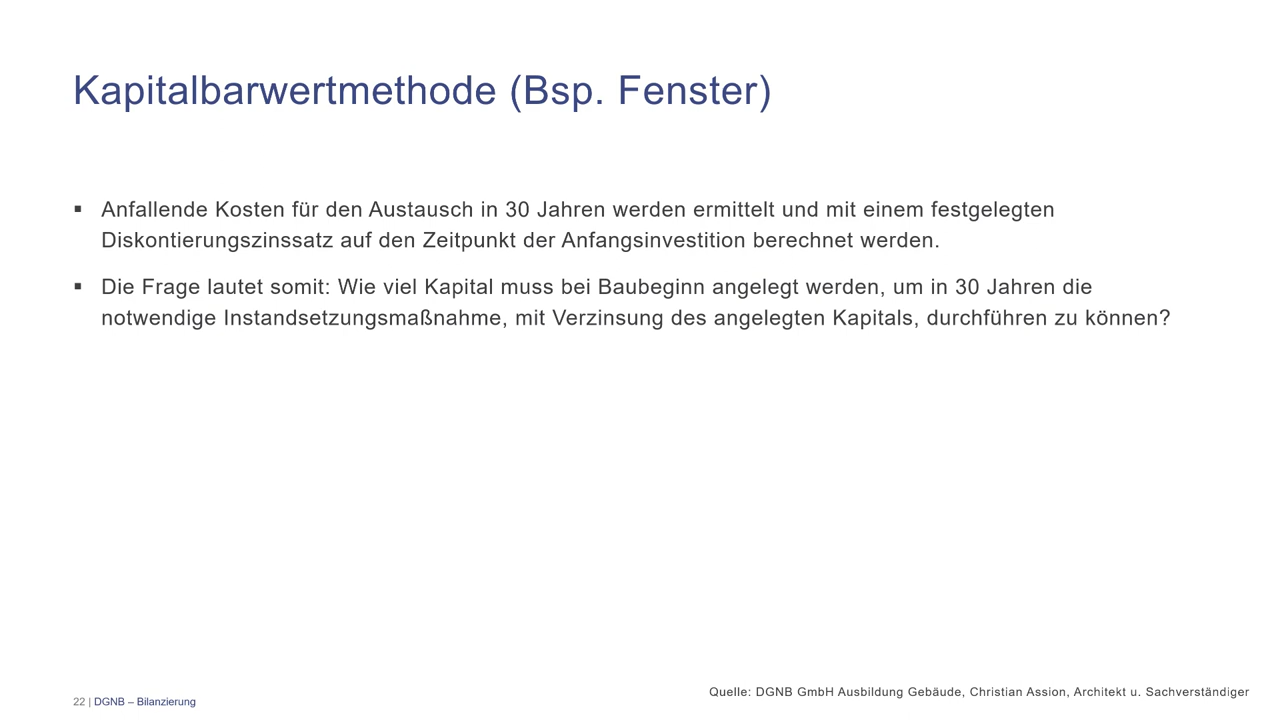 Kapitalbarwertmethode (Bsp. Fenster)
▪ Anfallende Kosten für den Austausch in 30 Jahren werden ermittelt und mit einem festgelegten
Diskontierungszinssatz auf den Zeitpunkt der Anfangsinvestition berechnet werden.
▪ Die Frage lautet somit: Wie viel Kapital muss bei Baubeginn angelegt werden, um in 30 Jahren die
notwendige Instandsetzungsmaßnahme, mit Verzinsung des angelegten Kapitals, durchführen zu können?
Quelle: DGNB GmbH Ausbildung Gebäude, Christian Assion, Architekt u. Sachverständiger
22 | DGNB – Bilanzierung